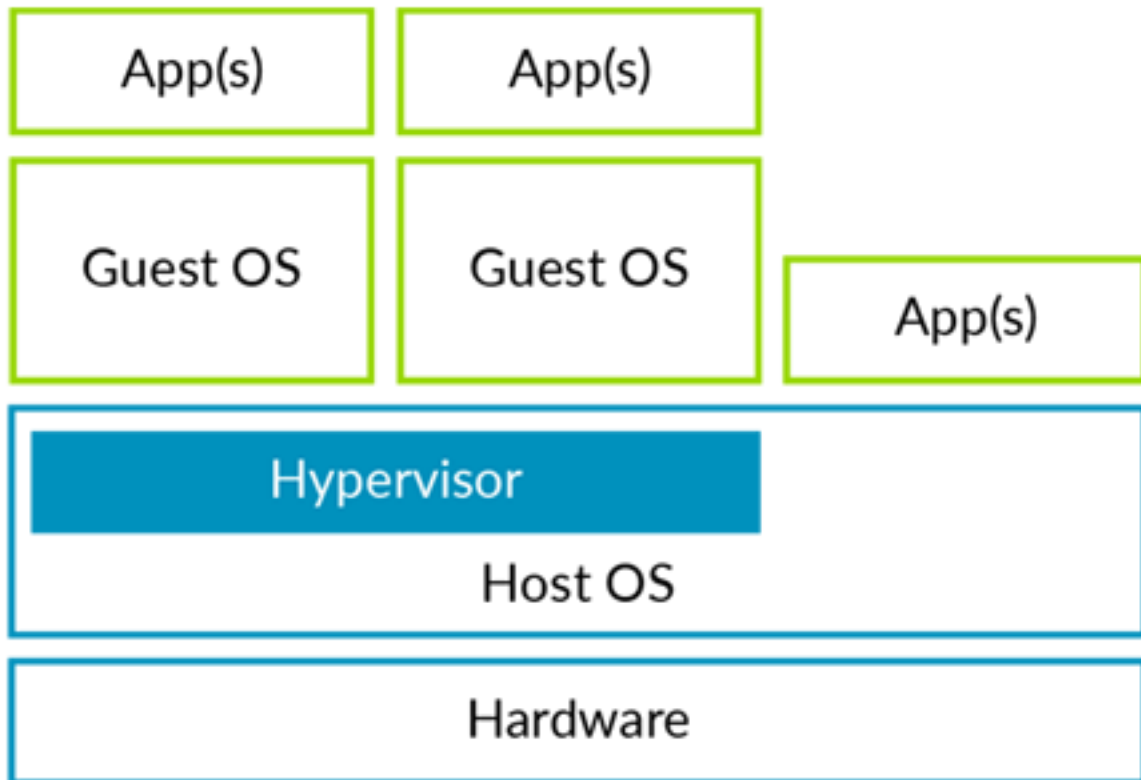 App(s)
App(s)
Guest OS
Guest OS
App(s)
Hypervisor
Host OS
Hardware